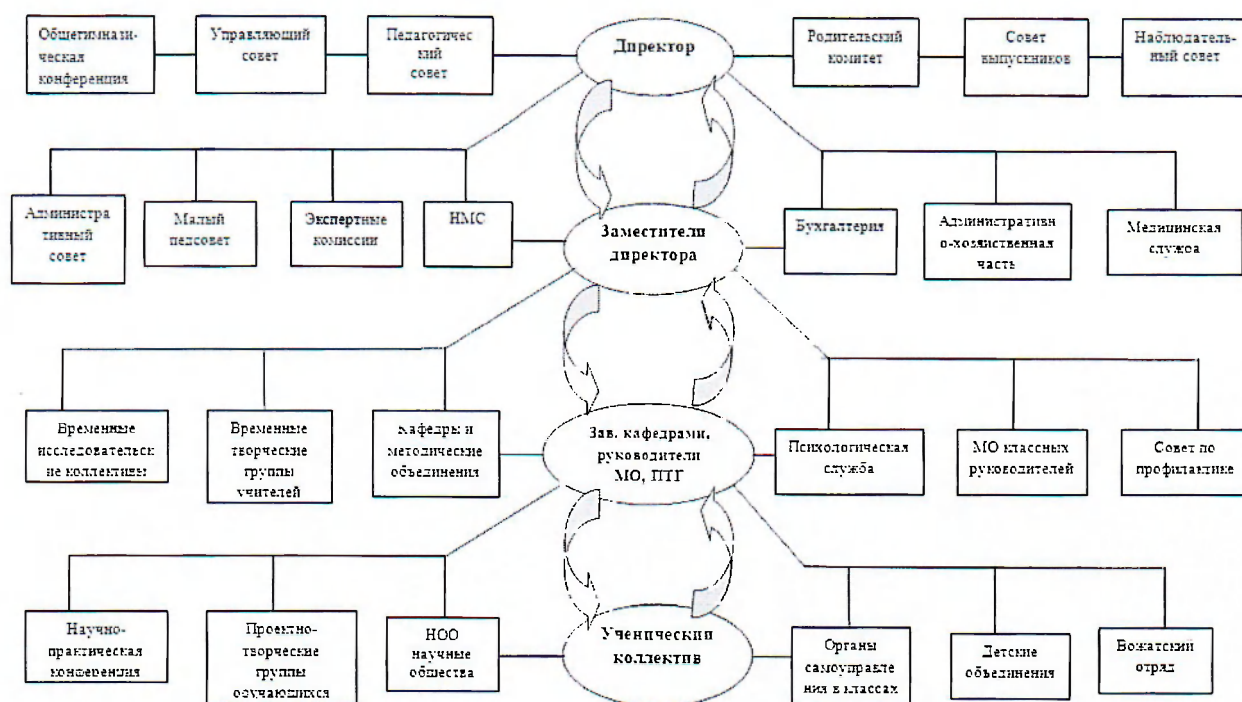 Общегимнази-
ческая
конференция
Управляющий
совет
Педагогичес
кий
совет
Директор
Родительский
комитет
Совет
выпускников
Наблюдатель-
ный совет
Администра
тивный
совет
Малый
педсовет
Экспертные
комиссии
НМС
Заместители
директора
Бухгалтерия
Административн
о-хозяйственная
часть
Медицинская
служба
Временные
исследовательск
ие коллективы
Временные
творческие
группы
учителей
Кафедры и
методические
объединения
Зав. кафедрами,
руководители
МО, ПТГ
Психологическая
служба
МО классных
руководителей
Совет по
профилактике
Научно-
практическая
конференция
Проектно-
творческие
группы
обучающихся
НОО
научные
общества
Ученический
коллектив
Органы
самоуправле
ния в классах
Детские
объединения
Вожатский
отряд